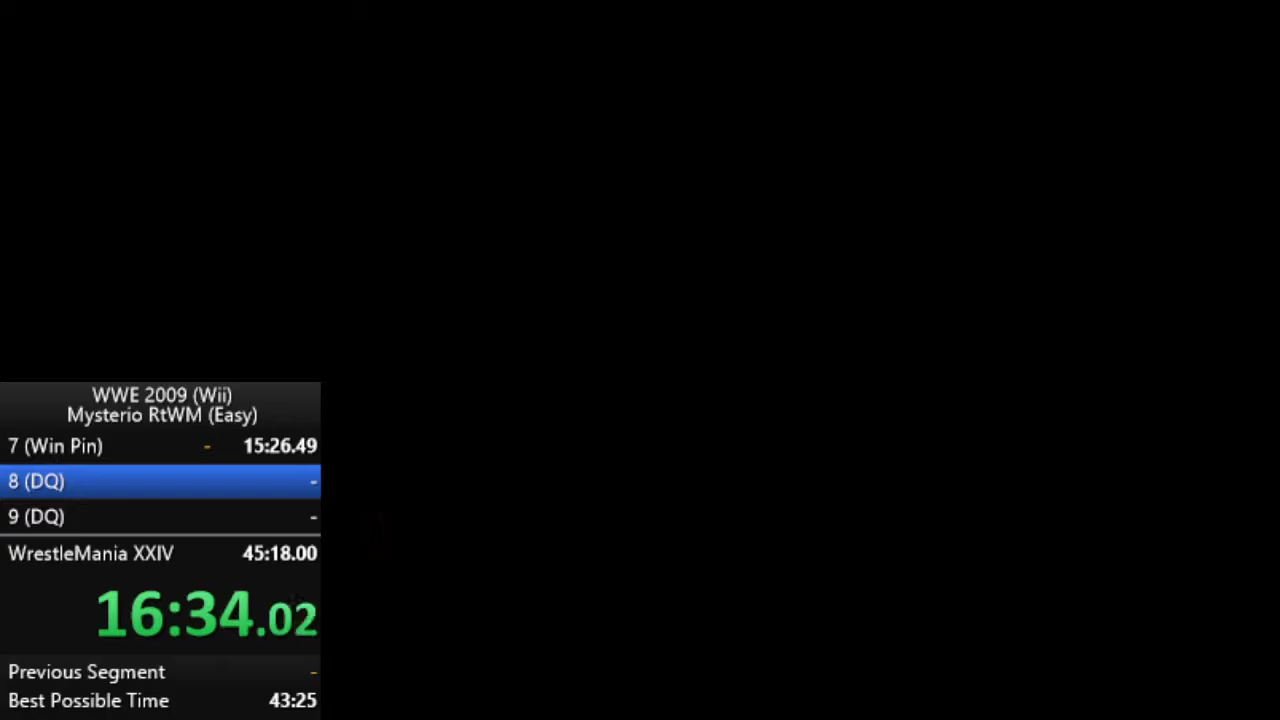 WWE 2009 (Wii)
Mysterio RtWM (Easy)
7 (Win Pin) - 15:26.49
8 (DQ) -
9 (DQ) -
WrestleMania XXIV 45:18.00
16:34.02
Previous Segment -
Best Possible Time 43:25